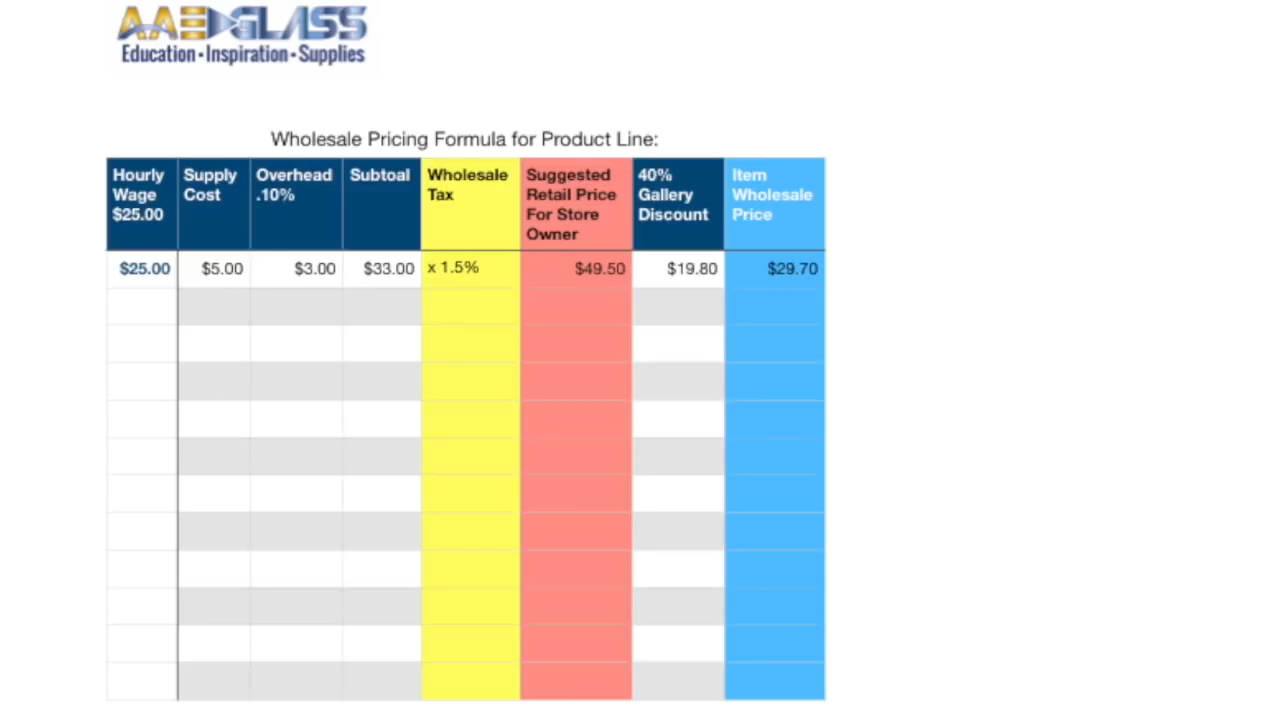 AAE GLASS
Education • Inspiration • Supplies
Wholesale Pricing Formula for Product Line:
Hourly Wage $25.00 Supply Cost Overhead .10% Subtoal Wholesale Tax Suggested Retail Price For Store Owner 40% Gallery Discount Item Wholesale Price
$25.00 $5.00 $3.00 $33.00 x 1.5% $49.50 $19.80 $29.70